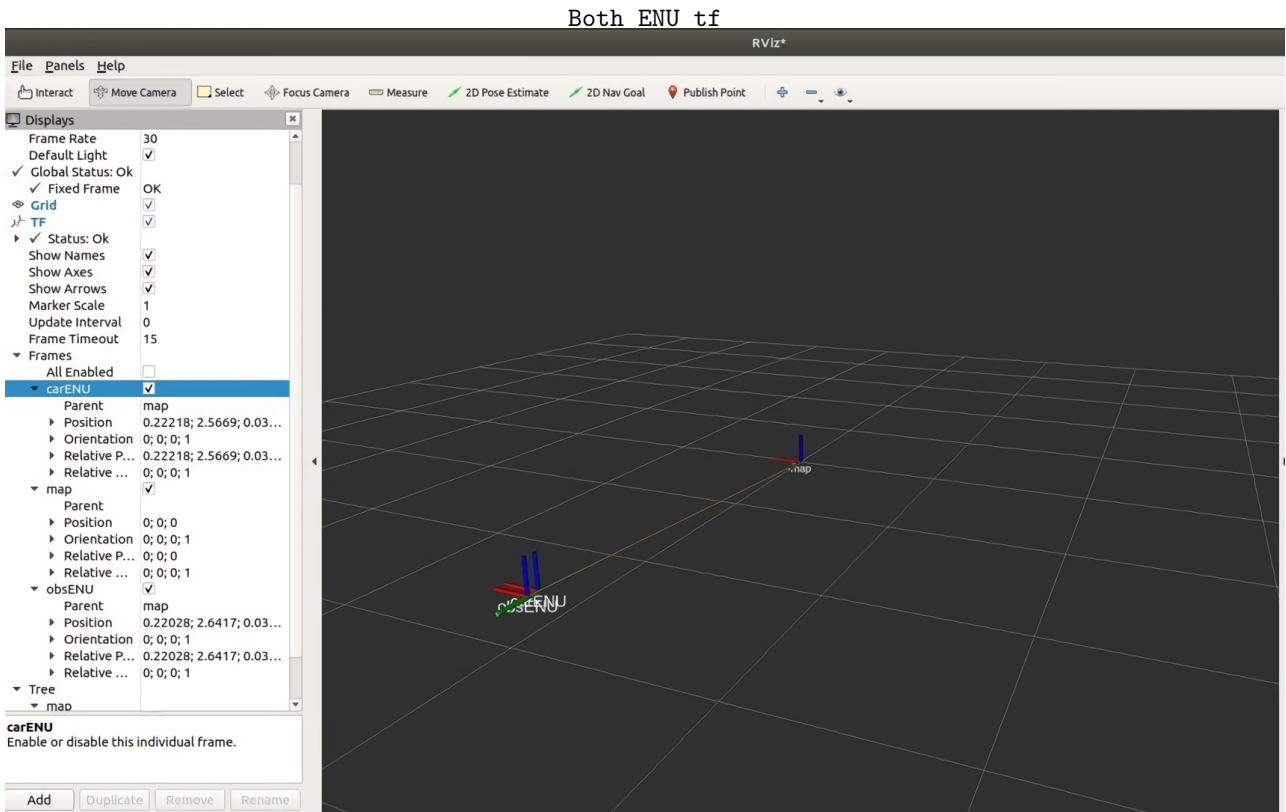 Both ENU tf
RViz*
File Panels Help
Interact Move Camera Select Focus Camera Measure 2D Pose Estimate 2D Nav Goal Publish Point
Displays
Frame Rate 30
Default Light
Global Status: Ok
Fixed Frame OK
Grid
TF
Status: Ok
Show Names
Show Axes
Show Arrows
Marker Scale 1
Update Interval 0
Frame Timeout 15
Frames
All Enabled
carENU
Parent map
Position 0.22218; 2.5669; 0.03...
Orientation 0; 0; 0; 1
Relative P... 0.22218; 2.5669; 0.03...
Relative ... 0; 0; 0; 1
map
Parent
Position 0; 0; 0
Orientation 0; 0; 0; 1
Relative P... 0; 0; 0
Relative ... 0; 0; 0; 1
obsENU
Parent map
Position 0.22028; 2.6417; 0.03...
Orientation 0; 0; 0; 1
Relative P... 0.22028; 2.6417; 0.03...
Relative ... 0; 0; 0; 1
Tree
map
carENU
Enable or disable this individual frame.
Add Duplicate Remove Rename
map
obsENU